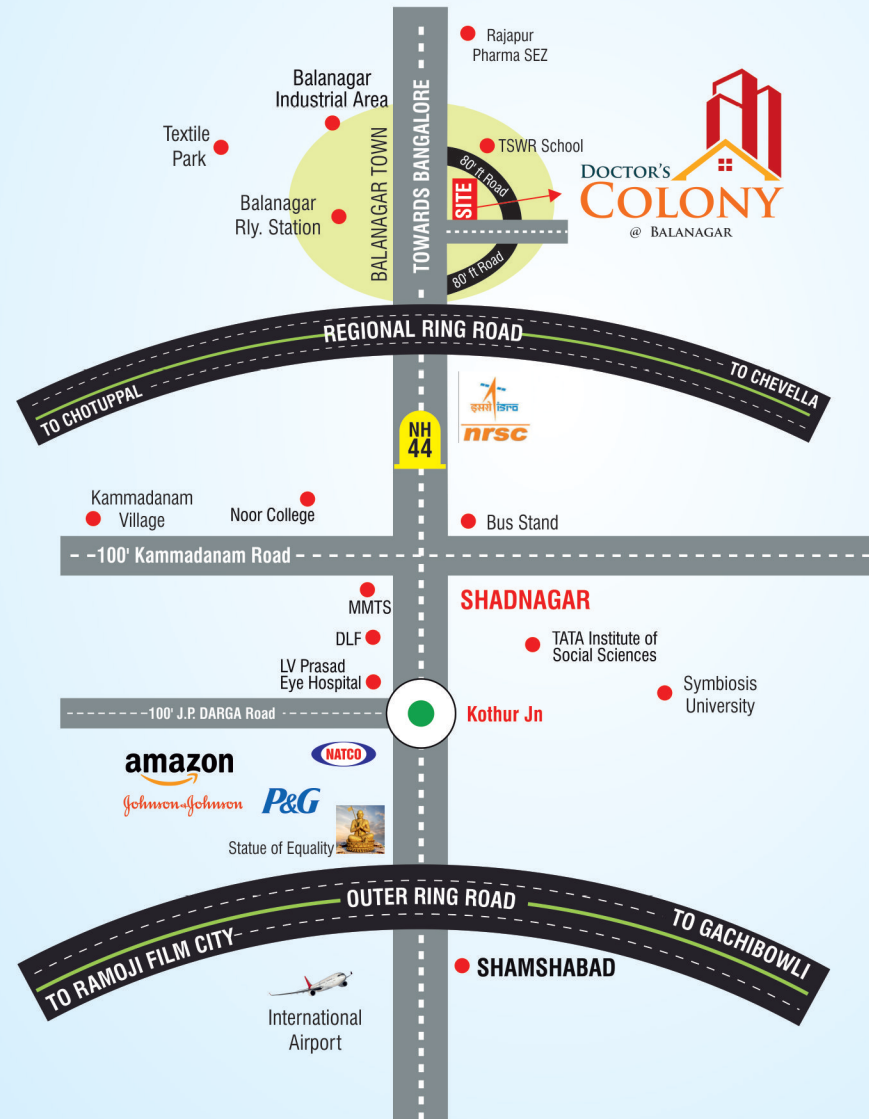 Rajapur
Pharma SEZ
Balanagar
Industrial Area
Textile
Park
TSWR School
Balanagar
Rly. Station
BALANAGAR TOWN
TOWARDS BANGALORE
80' ft Road
SITE
80' ft Road
DOCTOR'S
COLONY
@ BALANAGAR
REGIONAL RING ROAD
TO CHOTUPPAL
TO CHEVELLA
इसरो isro
nrsc
NH
44
Kammadanam
Village
Noor College
Bus Stand
100' Kammadanam Road
MMTS
SHADNAGAR
DLF
TATA Institute of
Social Sciences
LV Prasad
Eye Hospital
Symbiosis
University
100' J.P. DARGA Road
Kothur Jn
amazon
NATCO
Johnson & Johnson
P&G
Statue of Equality
OUTER RING ROAD
TO RAMOJI FILM CITY
TO GACHIBOWLI
SHAMSHABAD
International
Airport